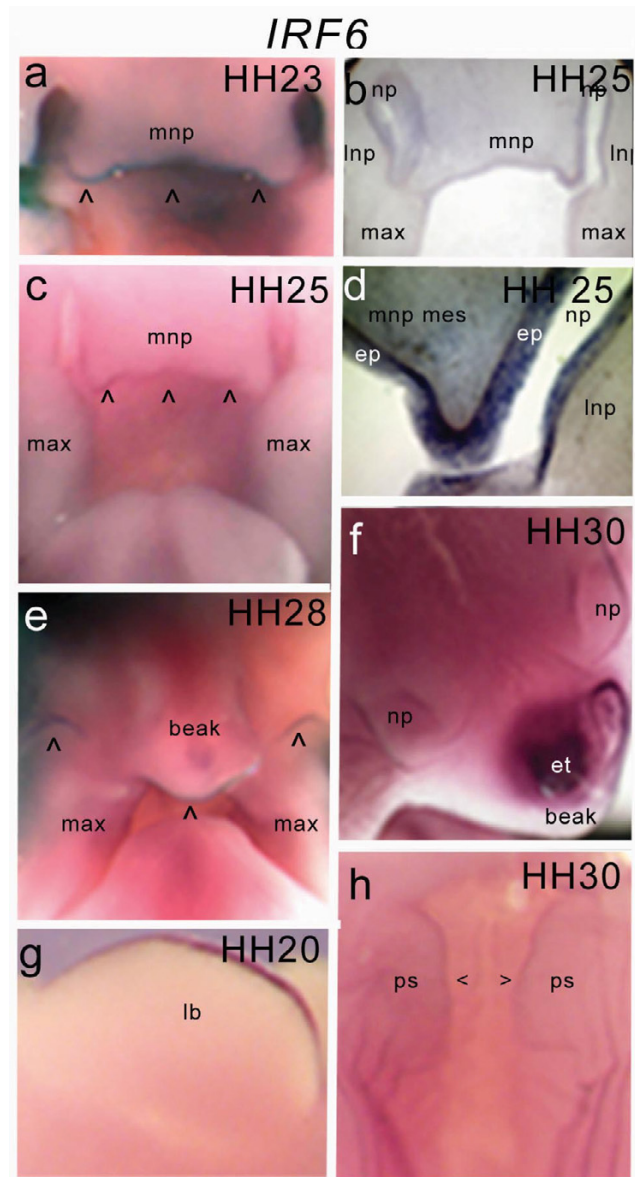 IRF6
a HH23
mnp
^ ^ ^
b HH25
np np
lnp mnp lnp
max max
c HH25
mnp
^ ^ ^
max max
d HH 25
mnp mes np
ep ep
lnp
e HH28
beak
^ ^
^
max max
f HH30
np
np
et
beak
g HH20
lb
h HH30
ps < > ps